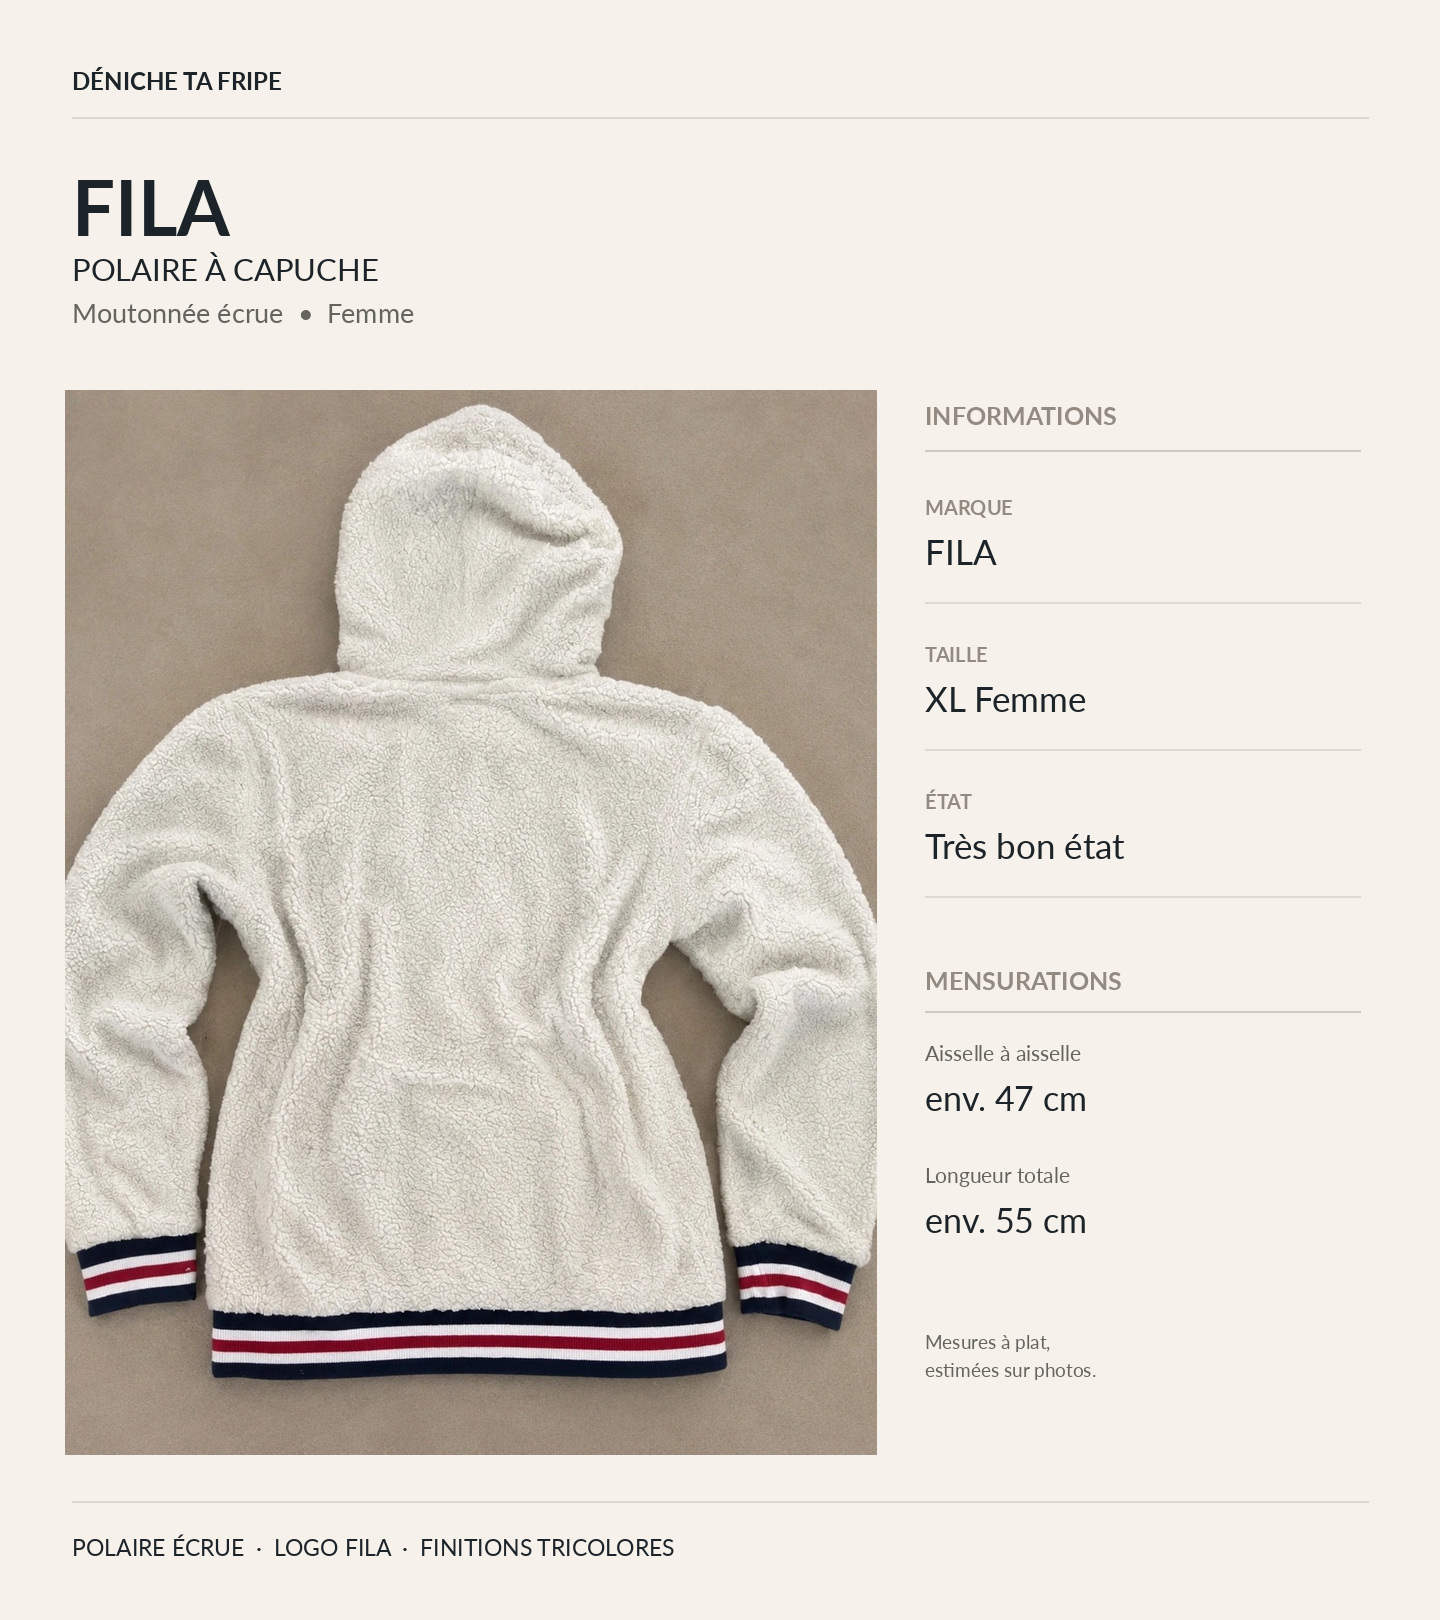 DÉNICHE TA FRIPE
FILA
POLAIRE À CAPUCHE
Moutonnée écrue • Femme
INFORMATIONS
MARQUE
FILA
TAILLE
XL Femme
ÉTAT
Très bon état
MENSURATIONS
Aisselle à aisselle
env. 47 cm
Longueur totale
env. 55 cm
Mesures à plat,
estimées sur photos.
POLAIRE ÉCRUE · LOGO FILA · FINITIONS TRICOLORES